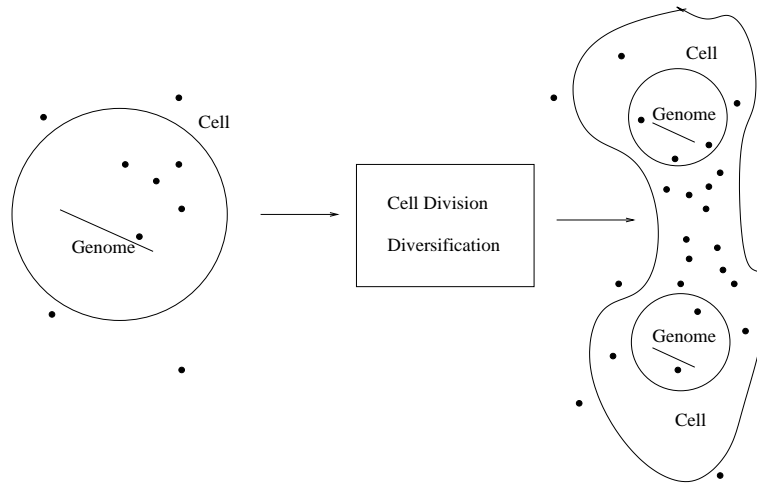 Cell
Genome
Cell Division
Diversification
Cell
Genome
Genome
Cell